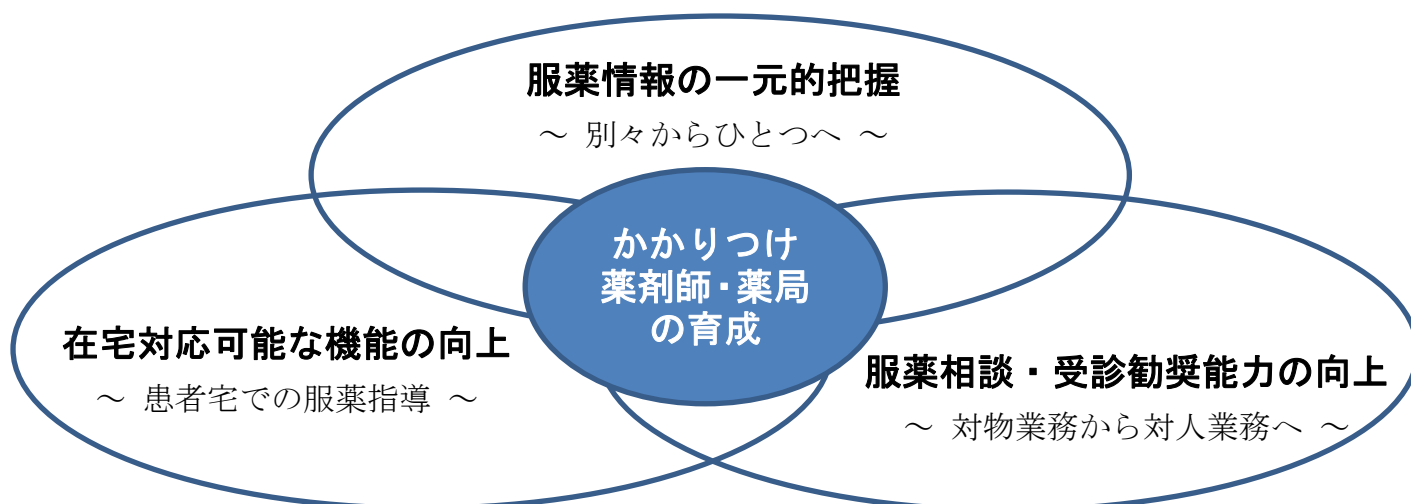 服薬情報の一元的把握
～ 別々からひとつへ ～
かかりつけ
薬剤師・薬局
の育成
在宅対応可能な機能の向上
～ 患者宅での服薬指導 ～
服薬相談・受診勧奨能力の向上
～ 対物業務から対人業務へ ～